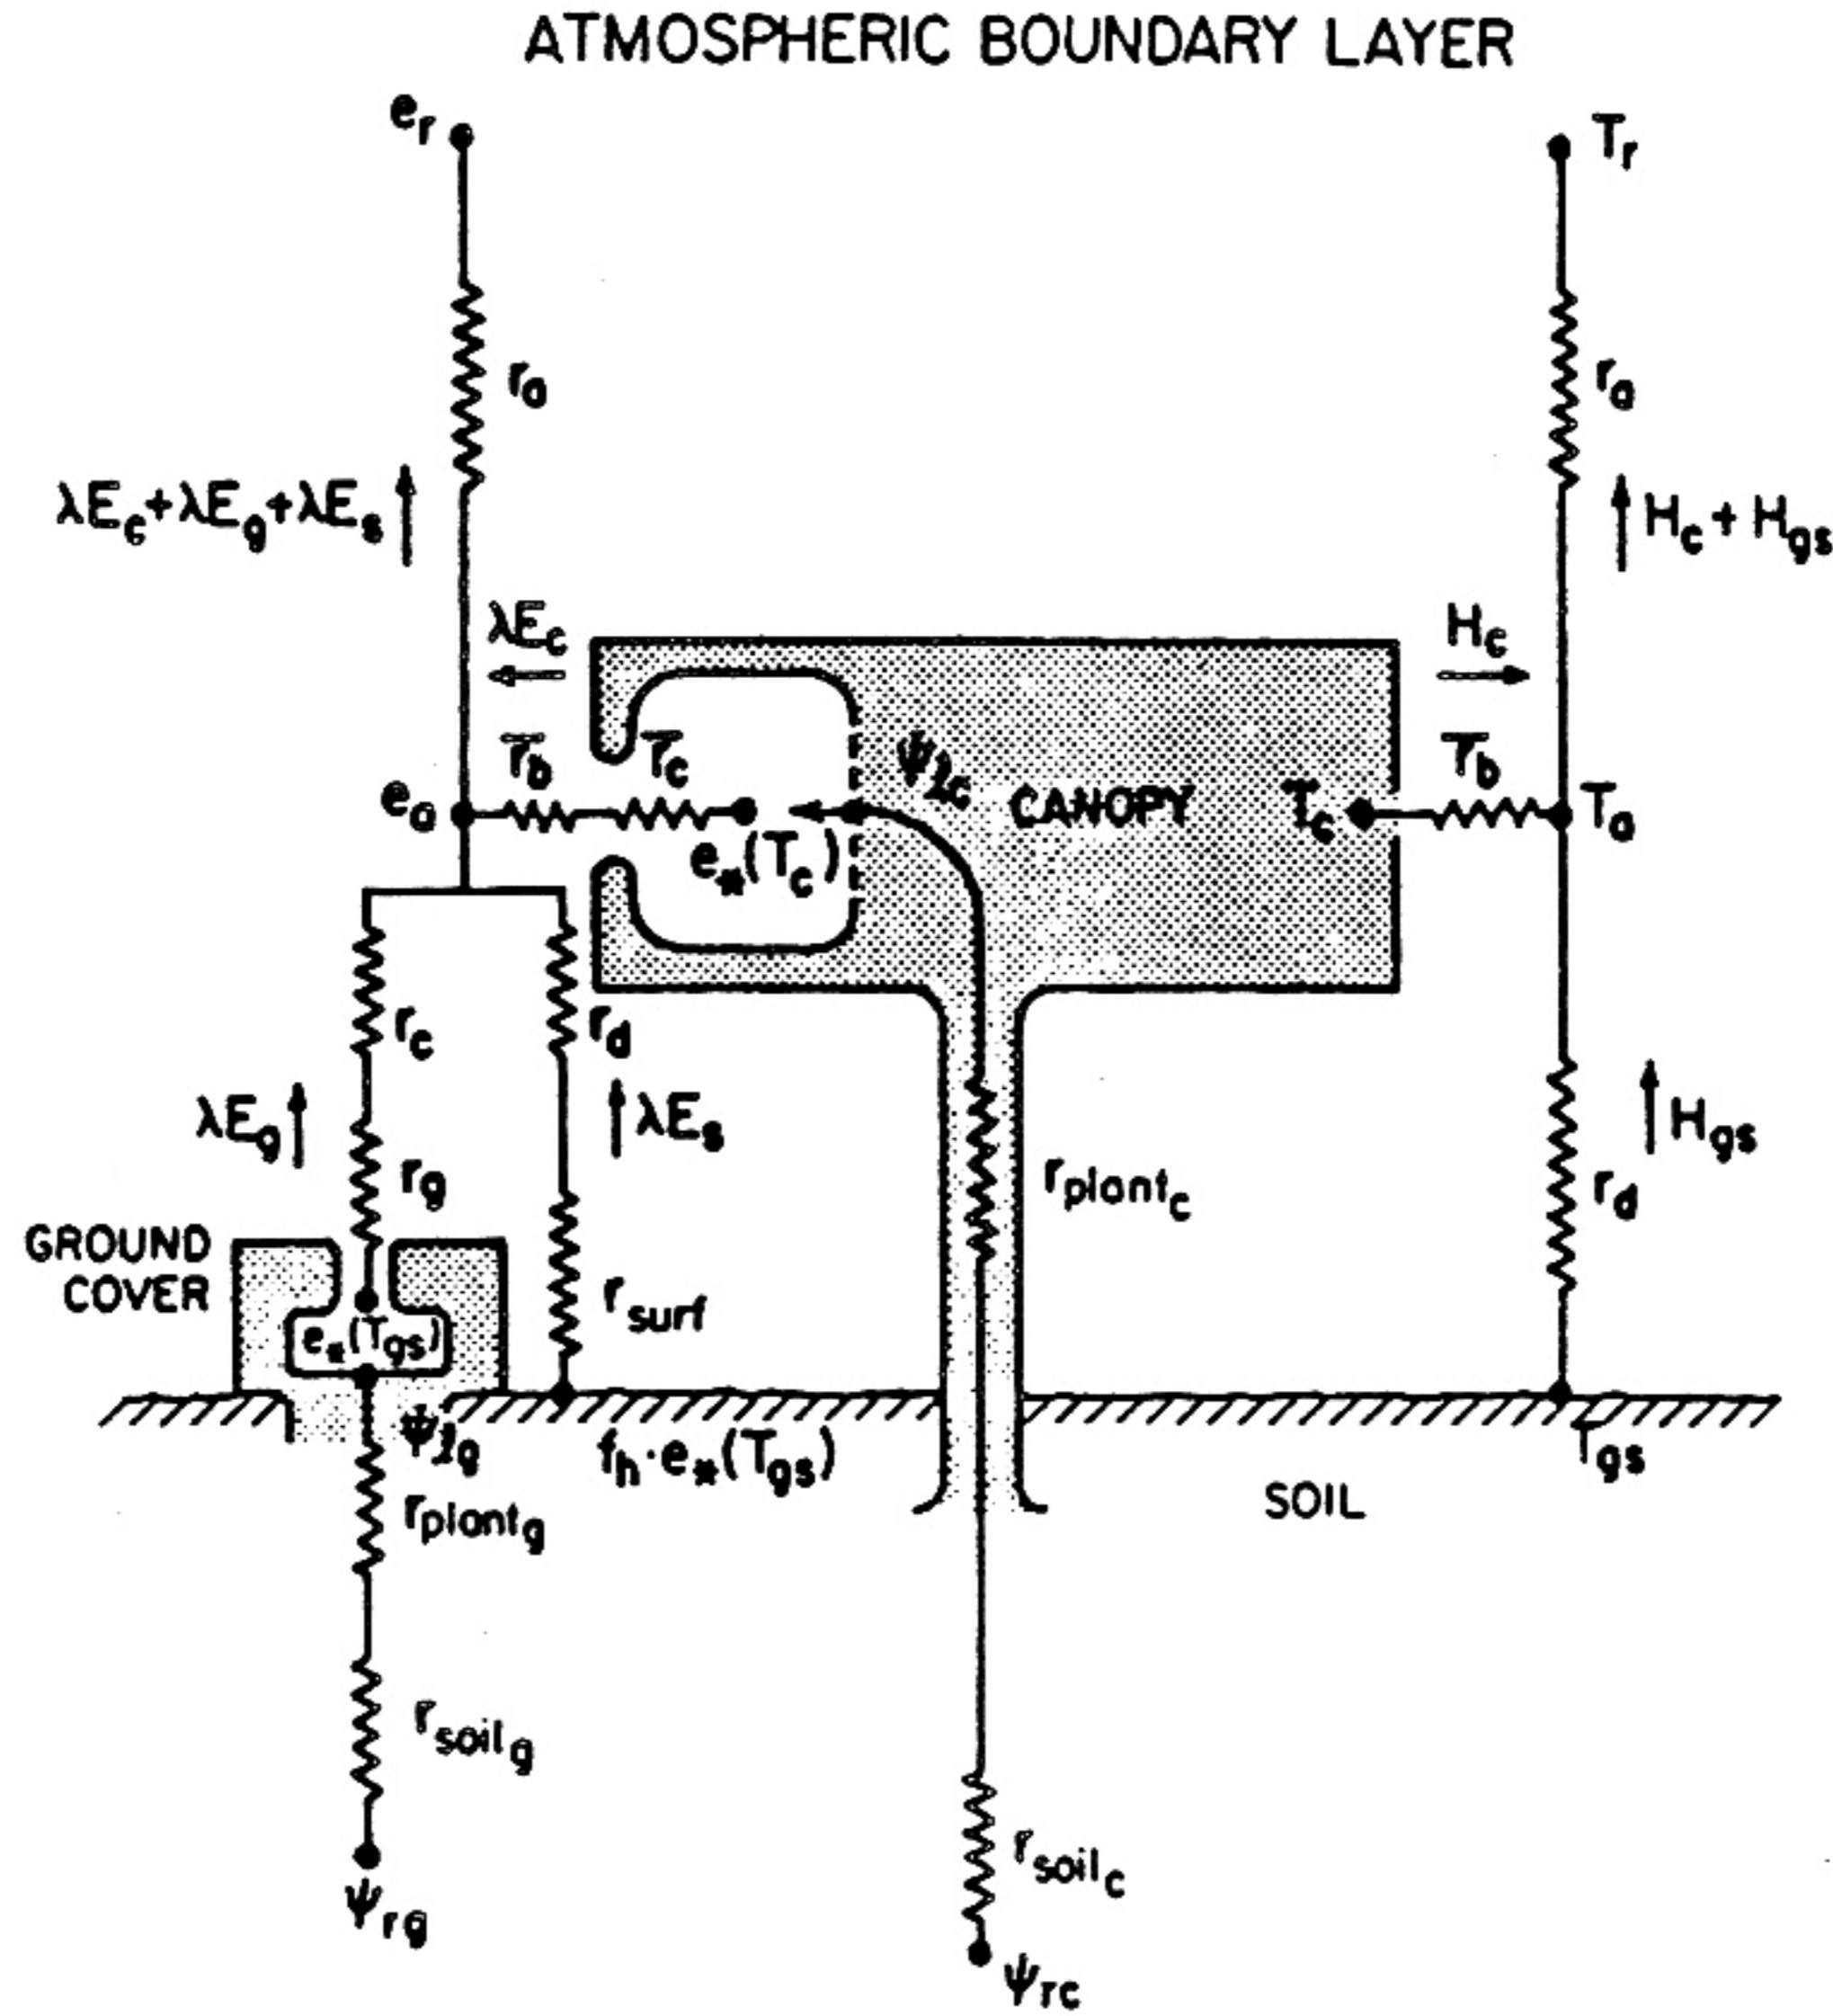 ATMOSPHERIC BOUNDARY LAYER
e_r
T_r
r_a
r_a
λE_c+λE_g+λE_s
H_c + H_gs
λE_c
H_c
r̅_b
r̅_c
ψ_lc
r̅_b
e_a
CANOPY
T_c
T_a
e_*(T_c)
r_c
r_d
λE_g
λE_s
H_gs
r_g
r_plant_c
r_d
GROUND
COVER
r_surf
e_*(T_gs)
ψ_lg
f_h·e_*(T_gs)
T_gs
SOIL
r_plant_g
r_soil_g
r_soil_c
ψ_rg
ψ_rc